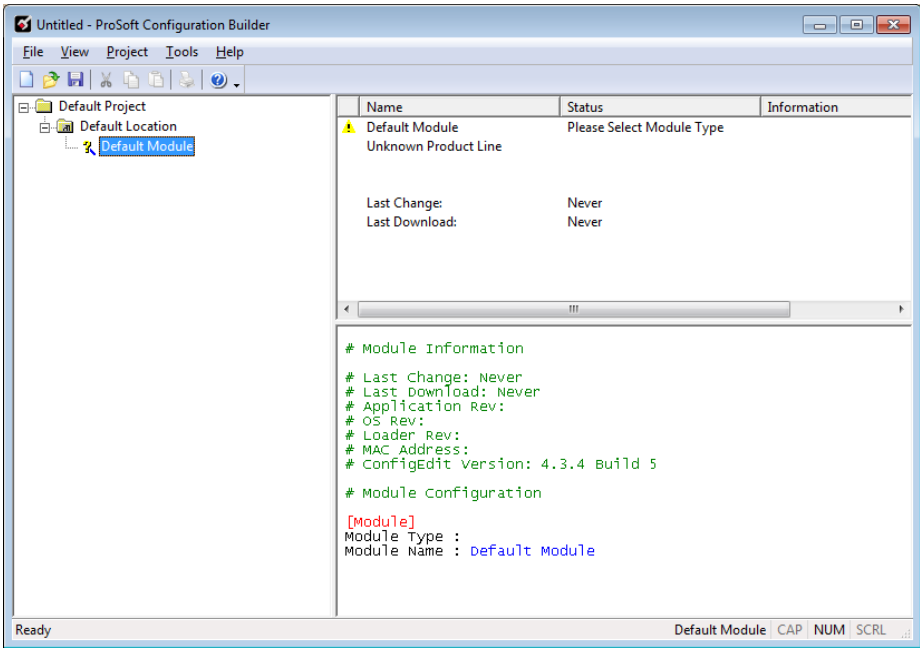 Untitled - ProSoft Configuration Builder
File View Project Tools Help
Default Project
Default Location
Default Module
Name Status Information
Default Module Please Select Module Type
Unknown Product Line
Last Change: Never
Last Download: Never
# Module Information
# Last Change: Never
# Last Download: Never
# Application Rev:
# OS Rev:
# Loader Rev:
# MAC Address:
# ConfigEdit Version: 4.3.4 Build 5
# Module Configuration
[Module]
Module Type :
Module Name : Default Module
Ready Default Module CAP NUM SCRL